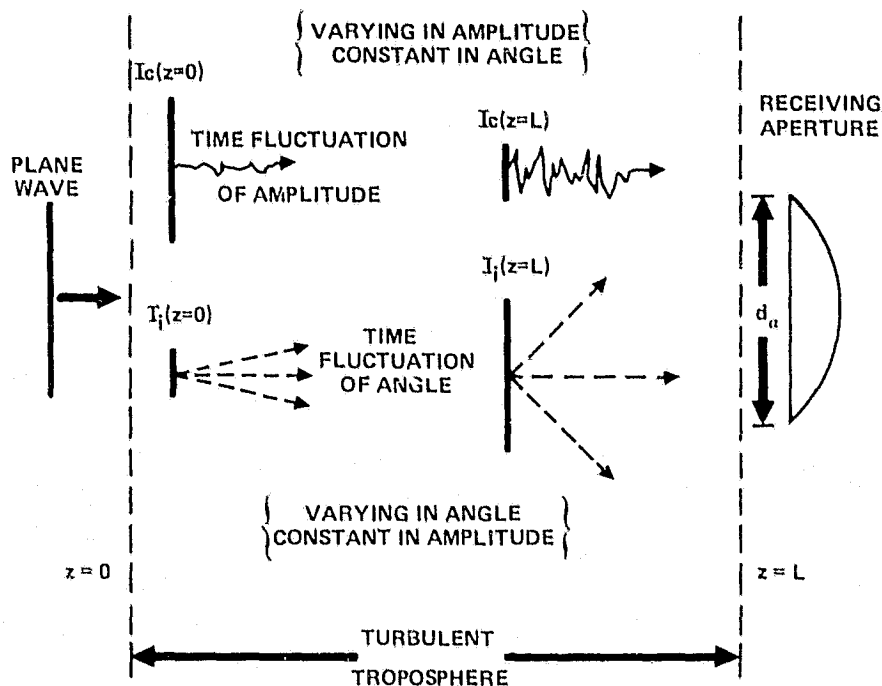 VARYING IN AMPLITUDE
CONSTANT IN ANGLE
Ic(z=0)
Ic(z=L)
RECEIVING
APERTURE
TIME FLUCTUATION
OF AMPLITUDE
PLANE
WAVE
Ii(z=0)
Ii(z=L)
TIME
FLUCTUATION
OF ANGLE
da
VARYING IN ANGLE
CONSTANT IN AMPLITUDE
z = 0
z = L
TURBULENT
TROPOSPHERE